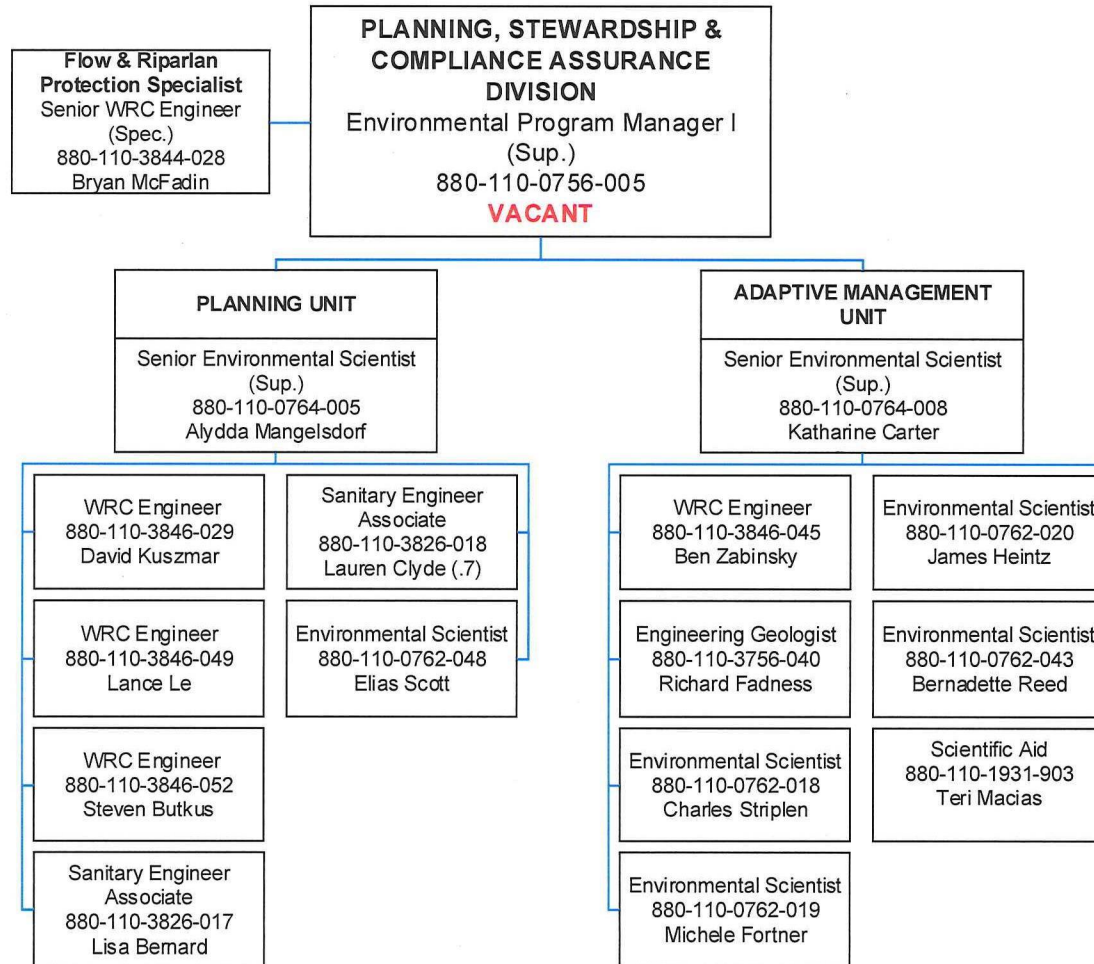 Flow & Riparian
Protection Specialist
Senior WRC Engineer
(Spec.)
880-110-3844-028
Bryan McFadin
PLANNING, STEWARDSHIP &
COMPLIANCE ASSURANCE
DIVISION
Environmental Program Manager I
(Sup.)
880-110-0756-005
VACANT
PLANNING UNIT
Senior Environmental Scientist
(Sup.)
880-110-0764-005
Alydda Mangelsdorf
WRC Engineer
880-110-3846-029
David Kuszmar
WRC Engineer
880-110-3846-049
Lance Le
WRC Engineer
880-110-3846-052
Steven Butkus
Sanitary Engineer
Associate
880-110-3826-017
Lisa Bernard
Sanitary Engineer
Associate
880-110-3826-018
Lauren Clyde (.7)
Environmental Scientist
880-110-0762-048
Elias Scott
ADAPTIVE MANAGEMENT
UNIT
Senior Environmental Scientist
(Sup.)
880-110-0764-008
Katharine Carter
WRC Engineer
880-110-3846-045
Ben Zabinsky
Engineering Geologist
880-110-3756-040
Richard Fadness
Environmental Scientist
880-110-0762-018
Charles Striplen
Environmental Scientist
880-110-0762-019
Michele Fortner
Environmental Scientist
880-110-0762-020
James Heintz
Environmental Scientist
880-110-0762-043
Bernadette Reed
Scientific Aid
880-110-1931-903
Teri Macias